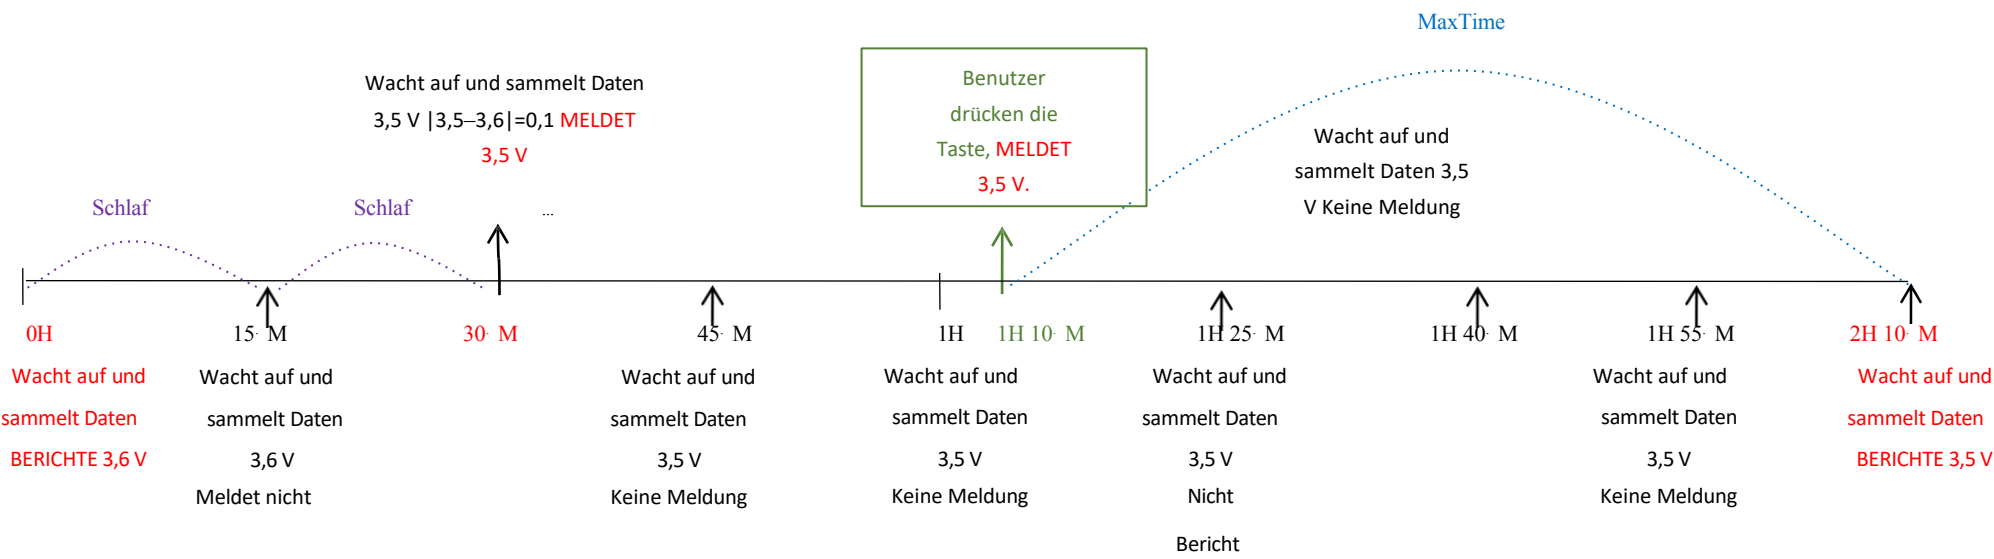 MaxTime
Wacht auf und sammelt Daten
3,5 V |3,5–3,6|=0,1 MELDET
3,5 V
Benutzer
drücken die
Taste, MELDET
3,5 V.
Wacht auf und
sammelt Daten 3,5
V Keine Meldung
Schlaf
Schlaf
...
0H
15· M
30· M
45· M
1H
1H 10· M
1H 25· M
1H 40· M
1H 55· M
2H 10· M
Wacht auf und
sammelt Daten
BERICHTE 3,6 V
Wacht auf und
sammelt Daten
3,6 V
Meldet nicht
Wacht auf und
sammelt Daten
3,5 V
Keine Meldung
Wacht auf und
sammelt Daten
3,5 V
Keine Meldung
Wacht auf und
sammelt Daten
3,5 V
Nicht
Bericht
Wacht auf und
sammelt Daten
3,5 V
Keine Meldung
Wacht auf und
sammelt Daten
BERICHTE 3,5 V